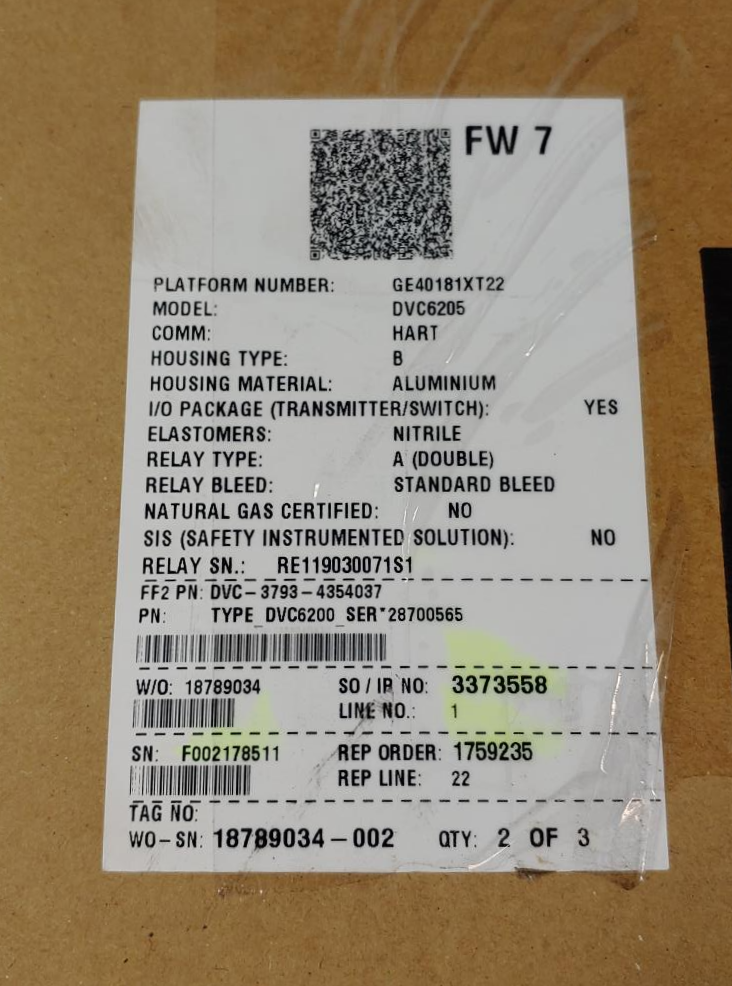 FW 7
PLATFORM NUMBER: GE40181XT22
MODEL: DVC6205
COMM: HART
HOUSING TYPE: B
HOUSING MATERIAL: ALUMINIUM
I/O PACKAGE (TRANSMITTER/SWITCH): YES
ELASTOMERS: NITRILE
RELAY TYPE: A (DOUBLE)
RELAY BLEED: STANDARD BLEED
NATURAL GAS CERTIFIED: NO
SIS (SAFETY INSTRUMENTED SOLUTION): NO
RELAY SN.: RE119030071S1
FF2 PN: DVC-3793-4354037
PN: TYPE_DVC6200_SER*28700565
W/O: 18789034 SO / IP NO: 3373558
LINE NO.: 1
SN: F002178511 REP ORDER: 1759235
REP LINE: 22
TAG NO:
WO-SN: 18789034-002 QTY: 2 OF 3